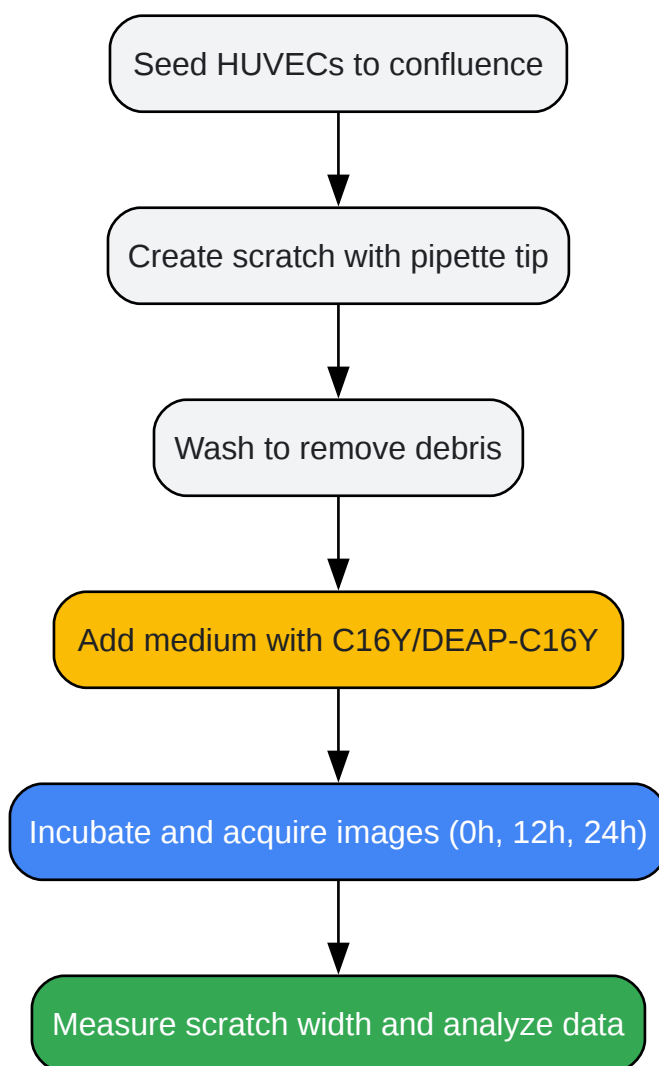 Seed HUVECs to confluence
Create scratch with pipette tip
Wash to remove debris
Add medium with C16Y/DEAP-C16Y
Incubate and acquire images (0h, 12h, 24h)
Measure scratch width and analyze data